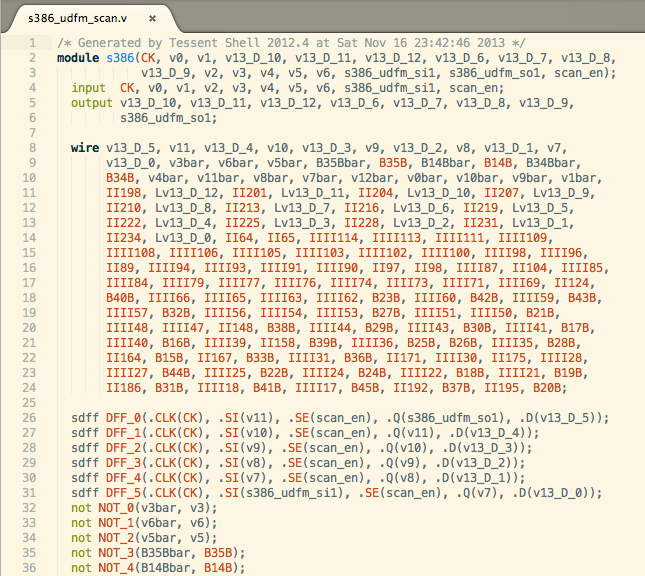 s386_udfm_scan.v ×
1 /* Generated by Tessent Shell 2012.4 at Sat Nov 16 23:42:46 2013 */
2 module s386(CK, v0, v1, v13_D_10, v13_D_11, v13_D_12, v13_D_6, v13_D_7, v13_D_8,
3 v13_D_9, v2, v3, v4, v5, v6, s386_udfm_si1, s386_udfm_so1, scan_en);
4 input CK, v0, v1, v2, v3, v4, v5, v6, s386_udfm_si1, scan_en;
5 output v13_D_10, v13_D_11, v13_D_12, v13_D_6, v13_D_7, v13_D_8, v13_D_9,
6 s386_udfm_so1;
7
8 wire v13_D_5, v11, v13_D_4, v10, v13_D_3, v9, v13_D_2, v8, v13_D_1, v7,
9 v13_D_0, v3bar, v6bar, v5bar, B35Bbar, B35B, B14Bbar, B14B, B34Bbar,
10 B34B, v4bar, v11bar, v8bar, v7bar, v12bar, v0bar, v10bar, v9bar, v1bar,
11 II198, Lv13_D_12, II201, Lv13_D_11, II204, Lv13_D_10, II207, Lv13_D_9,
12 II210, Lv13_D_8, II213, Lv13_D_7, II216, Lv13_D_6, II219, Lv13_D_5,
13 II222, Lv13_D_4, II225, Lv13_D_3, II228, Lv13_D_2, II231, Lv13_D_1,
14 II234, Lv13_D_0, II64, II65, IIII114, IIII113, IIII111, IIII109,
15 IIII108, IIII106, IIII105, IIII103, IIII102, IIII100, IIII98, IIII96,
16 II89, IIII94, IIII93, IIII91, IIII90, II97, II98, IIII87, II104, IIII85,
17 IIII84, IIII79, IIII77, IIII76, IIII74, IIII73, IIII71, IIII69, II124,
18 B40B, IIII66, IIII65, IIII63, IIII62, B23B, IIII60, B42B, IIII59, B43B,
19 IIII57, B32B, IIII56, IIII54, IIII53, B27B, IIII51, IIII50, B21B,
20 IIII48, IIII47, II148, B38B, IIII44, B29B, IIII43, B30B, IIII41, B17B,
21 IIII40, B16B, IIII39, II158, B39B, IIII36, B25B, B26B, IIII35, B28B,
22 II164, B15B, II167, B33B, IIII31, B36B, II171, IIII30, II175, IIII28,
23 IIII27, B44B, IIII25, B22B, IIII24, B24B, IIII22, B18B, IIII21, B19B,
24 II186, B31B, IIII18, B41B, IIII17, B45B, II192, B37B, II195, B20B;
25
26 sdff DFF_0(.CLK(CK), .SI(v11), .SE(scan_en), .Q(s386_udfm_so1), .D(v13_D_5));
27 sdff DFF_1(.CLK(CK), .SI(v10), .SE(scan_en), .Q(v11), .D(v13_D_4));
28 sdff DFF_2(.CLK(CK), .SI(v9), .SE(scan_en), .Q(v10), .D(v13_D_3));
29 sdff DFF_3(.CLK(CK), .SI(v8), .SE(scan_en), .Q(v9), .D(v13_D_2));
30 sdff DFF_4(.CLK(CK), .SI(v7), .SE(scan_en), .Q(v8), .D(v13_D_1));
31 sdff DFF_5(.CLK(CK), .SI(s386_udfm_si1), .SE(scan_en), .Q(v7), .D(v13_D_0));
32 not NOT_0(v3bar, v3);
33 not NOT_1(v6bar, v6);
34 not NOT_2(v5bar, v5);
35 not NOT_3(B35Bbar, B35B);
36 not NOT_4(B14Bbar, B14B);